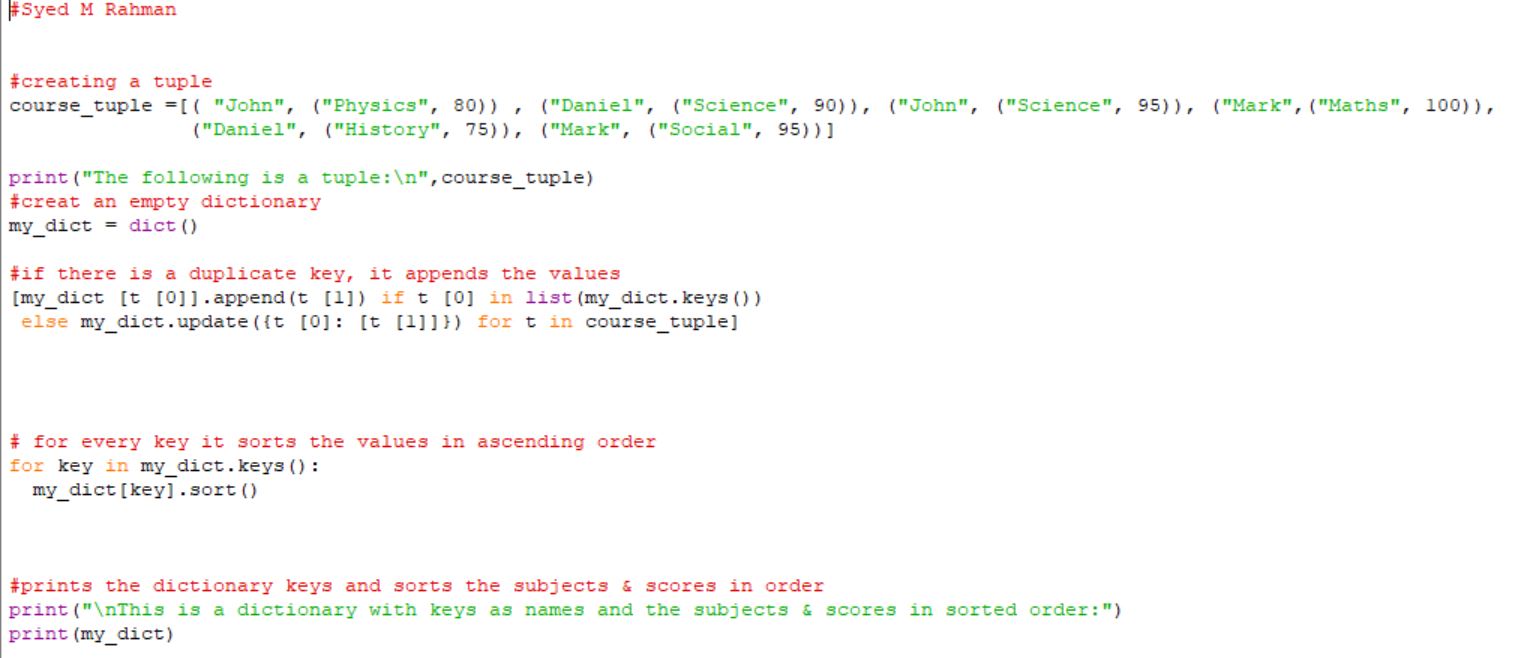 #Syed M Rahman
#creating a tuple
course_tuple =[( "John", ("Physics", 80)) , ("Daniel", ("Science", 90)), ("John", ("Science", 95)), ("Mark",("Maths", 100)),
("Daniel", ("History", 75)), ("Mark", ("Social", 95))]
print("The following is a tuple:\n",course_tuple)
#creat an empty dictionary
my_dict = dict()
#if there is a duplicate key, it appends the values
[my_dict [t [0]].append(t [1]) if t [0] in list(my_dict.keys())
else my_dict.update({t [0]: [t [1]]}) for t in course_tuple]
# for every key it sorts the values in ascending order
for key in my_dict.keys():
my_dict[key].sort()
#prints the dictionary keys and sorts the subjects & scores in order
print("\nThis is a dictionary with keys as names and the subjects & scores in sorted order:")
print(my_dict)